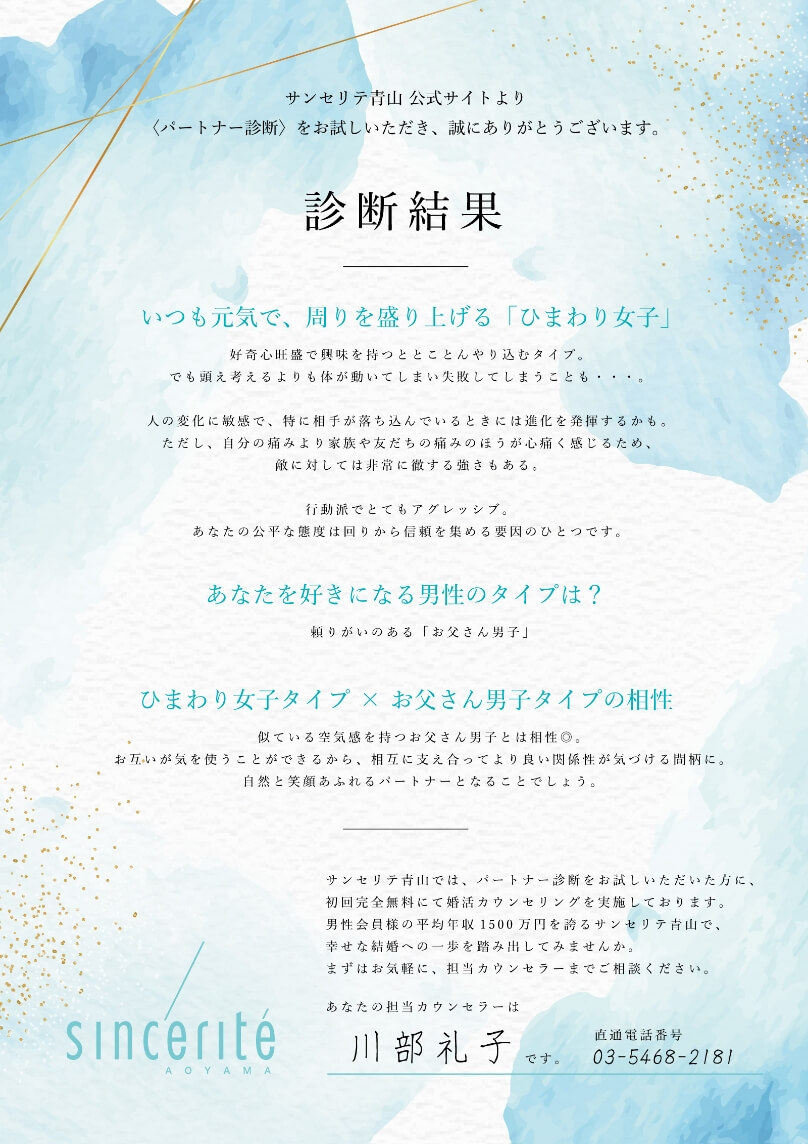 サンセリテ青山 公式サイトより
〈パートナー診断〉をお試しいただき、誠にありがとうございます。
診断結果
いつも元気で、周りを盛り上げる「ひまわり女子」
好奇心旺盛で興味を持つととことんやり込むタイプ。
でも頭え考えるよりも体が動いてしまい失敗してしまうことも・・・。
人の変化に敏感で、特に相手が落ち込んでいるときには進化を発揮するかも。
ただし、自分の痛みより家族や友だちの痛みのほうが心痛く感じるため、
敵に対しては非常に徹する強さもある。
行動派でとてもアグレッシブ。
あなたの公平な態度は回りから信頼を集める要因のひとつです。
あなたを好きになる男性のタイプは？
頼りがいのある「お父さん男子」
ひまわり女子タイプ × お父さん男子タイプの相性
似ている空気感を持つお父さん男子とは相性◎。
お互いが気を使うことができるから、相互に支え合ってより良い関係性が気づける間柄に。
自然と笑顔あふれるパートナーとなることでしょう。
サンセリテ青山では、パートナー診断をお試しいただいた方に、
初回完全無料にて婚活カウンセリングを実施しております。
男性会員様の平均年収1500万円を誇るサンセリテ青山で、
幸せな結婚への一歩を踏み出してみませんか。
まずはお気軽に、担当カウンセラーまでご相談ください。
あなたの担当カウンセラーは
川部礼子 です。
直通電話番号
03-5468-2181
sincérité
AOYAMA